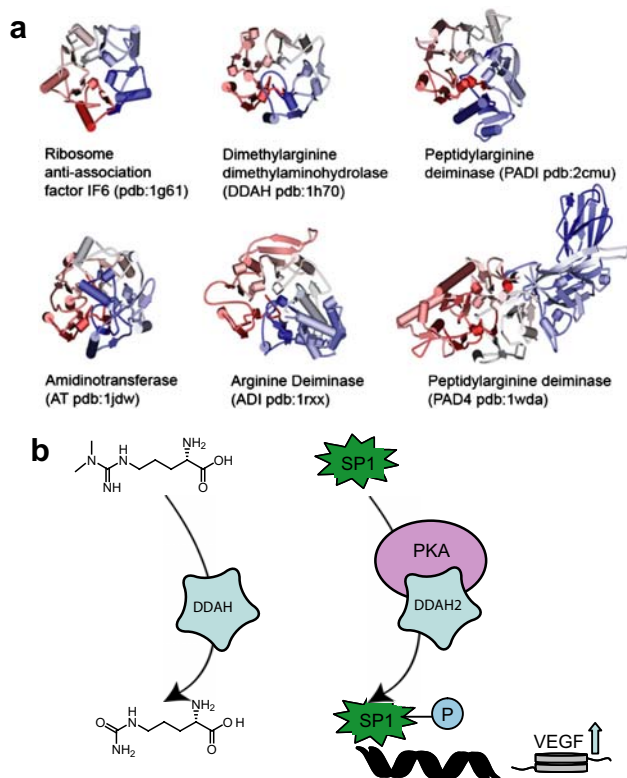 a
Ribosome
anti-association
factor IF6 (pdb:1g61)
Dimethylarginine
dimethylaminohydrolase
(DDAH pdb:1h70)
Peptidylarginine
deiminase (PADI pdb:2cmu)
Amidinotransferase
(AT pdb:1jdw)
Arginine Deiminase
(ADI pdb:1rxx)
Peptidylarginine deiminase
(PAD4 pdb:1wda)
b
N
H
N
NH
NH2
OH
O
DDAH
O
H
N
NH2
NH2
OH
O
SP1
PKA
DDAH2
SP1
P
VEGF